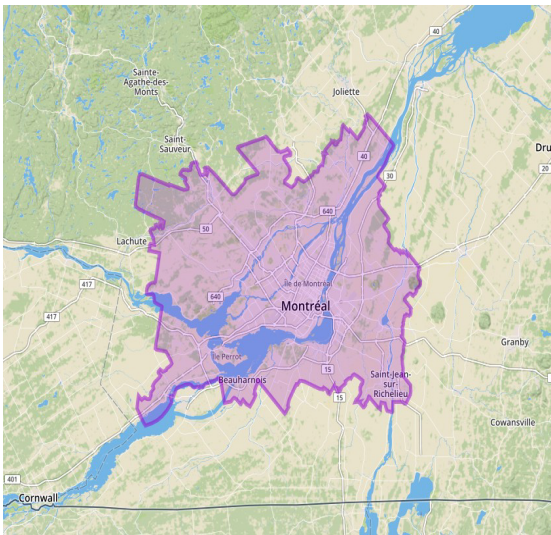 40
Sainte-
Agathe-des-
Monts
Joliette
Saint-
Sauveur
Dru
40
20
30
640
50
Lachute
417
Île de Montréal
640
Montréal
417
Granby
Île Perrot
15
Beauharnois
Saint-Jean-
sur-
Richelieu
15
Cowansville
401
Cornwall